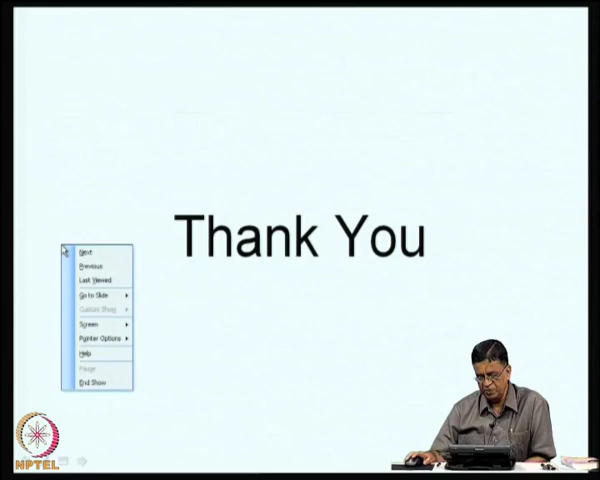 Thank You
Next
Previous
Last Viewed
Go to Slide
Custom Show
Screen
Pointer Options
Help
Pause
End Show
NPTEL